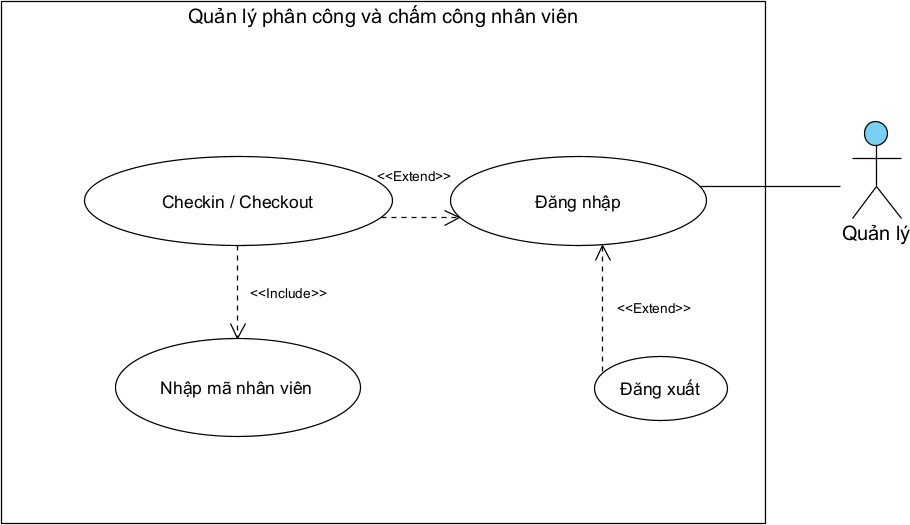 Quản lý phân công và chấm công nhân viên
<<Extend>>
Checkin / Checkout
Đăng nhập
Quản lý
<<Include>>
<<Extend>>
Nhập mã nhân viên
Đăng xuất